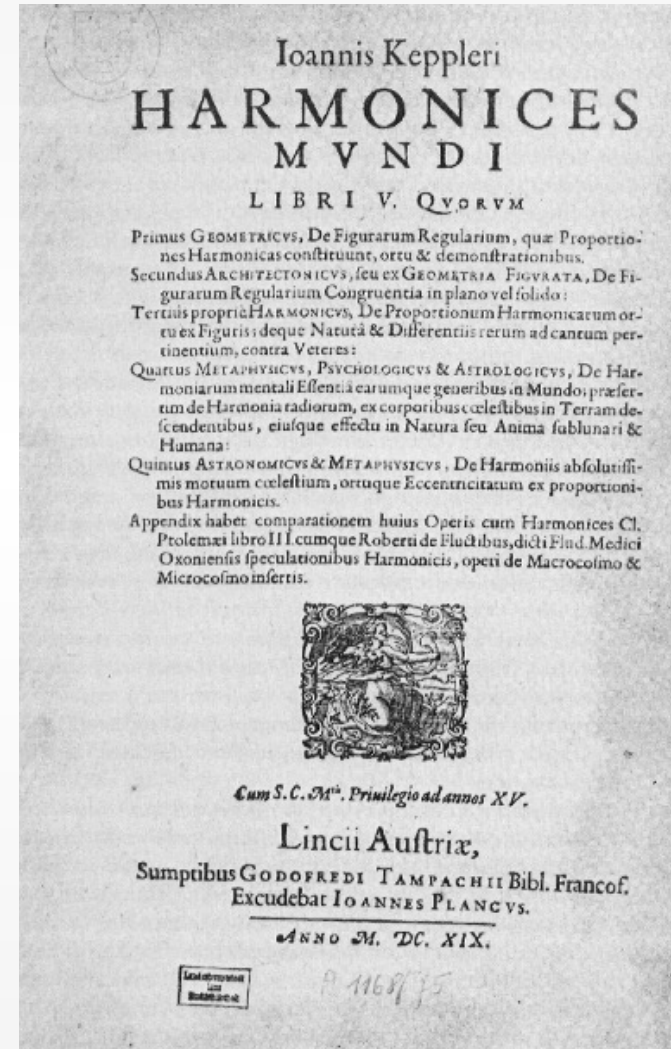 Ioannis Keppleri
HARMONICES
MVNDI
LIBRI V. QVORVM
Primus GEOMETRICVS, De Figurarum Regularium, quæ Proportio-
nes Harmonicas conſtituunt, ortu & demonſtrationibus.
Secundus ARCHITECTONICVS, ſeu ex GEOMETRIA FIGVRATA, De Fi-
gurarum Regularium Congruentia in plano vel ſolido:
Tertius propriè HARMONICVS, De Proportionum Harmonicarum or-
tu ex Figuris; deque Naturâ & Differentiis rerum ad cantum per-
tinentium, contra Veteres:
Quartus METAPHYSICVS, PSYCHOLOGICVS & ASTROLOGICVS, De Har-
moniarum mentali Eſſentiâ earumque generibus in Mundo; præſer-
tim de Harmonia radiorum, ex corporibus cœleſtibus in Terram de-
ſcendentibus, eiuſque effectu in Natura ſeu Anima ſublunari &
Humana:
Quintus ASTRONOMICVS & METAPHYSICVS, De Harmoniis abſolutiſſi-
mis motuum cœleſtium, ortuque Eccentricitatum ex proportioni-
bus Harmonicis.
Appendix habet comparationem huius Operis cum Harmonices Cl.
Ptolemæi libro III. cumque Roberti de Fluctibus, dicti Flud. Medici
Oxonienſis ſpeculationibus Harmonicis, operi de Macrocoſmo &
Microcoſmo inſertis.
Cum S. C. Mtis. Priuilegio ad annos XV.
Lincii Auſtriæ,
Sumptibus GODOFREDI TAMPACHII Bibl. Francof.
Excudebat IOANNES PLANCVS.
ANNO M. DC. XIX.
1168/75